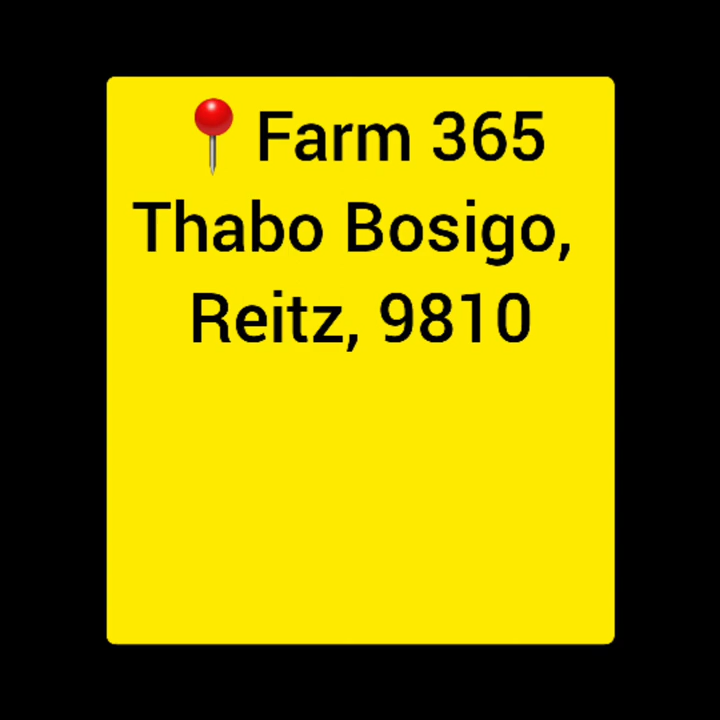 📍Farm 365
Thabo Bosigo,
Reitz, 9810